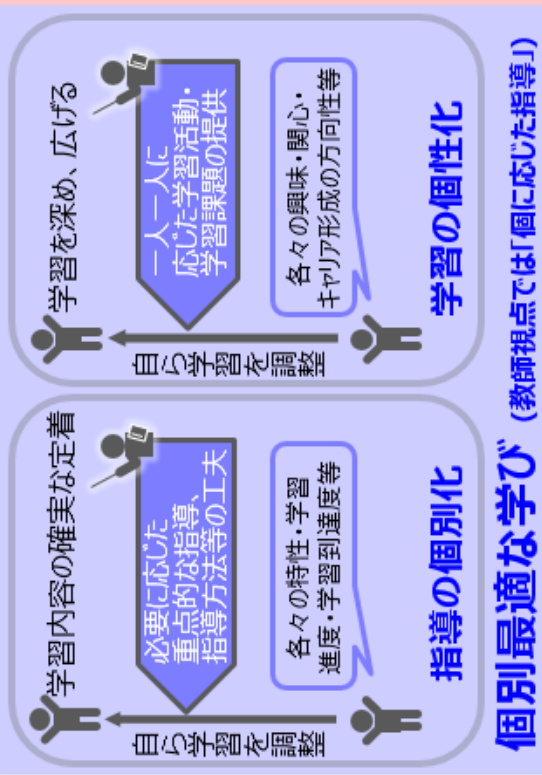 学習内容の確実な定着
必要に応じた
重点的な指導、
指導方法等の工夫
自ら学習を調整
各々の特性・学習
進度・学習到達度等
指導の個別化
学習を深め、広げる
一人一人に
応じた学習活動・
学習課題の提供
自ら学習を調整
各々の興味・関心・
キャリア形成の方向性等
学習の個性化
個別最適な学び（教師視点では「個に応じた指導」）